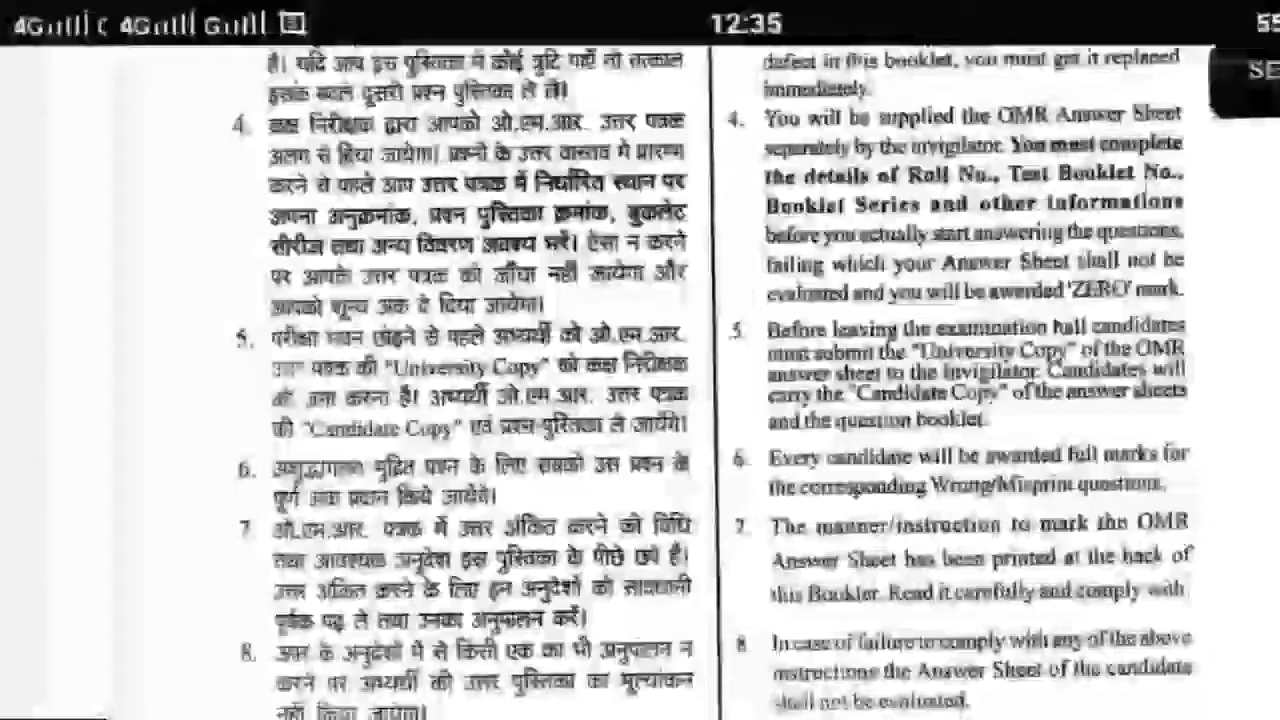 4G 4G 12:35 55
है। यदि आप इस पुस्तिका में कोई त्रुटि पाएँ तो तत्काल
इसके बदले दूसरी प्रश्न पुस्तिका ले लें।
4. कक्ष निरीक्षक द्वारा आपको ओ.एम.आर. उत्तर पत्रक
अलग से दिया जायेगा। प्रश्नों के उत्तर वास्तव में प्रारम्भ
करने से पहले आप उत्तर पत्रक में निर्धारित स्थान पर
अपना अनुक्रमांक, प्रश्न पुस्तिका क्रमांक, बुकलेट
सीरीज तथा अन्य विवरण अवश्य भरें। ऐसा न करने
पर आपके उत्तर पत्रक को जाँचा नहीं जायेगा और
आपको शून्य अंक दे दिया जायेगा।
5. परीक्षा भवन छोड़ने से पहले अभ्यर्थी को ओ.एम.आर.
उत्तर पत्रक की "University Copy" को कक्ष निरीक्षक
को जमा करना है। अभ्यर्थी ओ.एम.आर. उत्तर पत्रक
की "Candidate Copy" एवं प्रश्न-पुस्तिका ले जायेंगे।
6. मुद्रित प्रश्न के लिए सबको उस प्रश्न के
पूर्ण अंक प्रदान किये जायेंगे।
7. ओ.एम.आर. पत्रक में उत्तर अंकित करने की विधि
तथा आवश्यक अनुदेश इस पुस्तिका के पीछे छपे हैं।
उत्तर अंकित करने के लिए इन अनुदेशों को सावधानी
पूर्वक पढ़ लें तथा उनका अनुपालन करें।
8. ऊपर के अनुदेशों में से किसी एक का भी अनुपालन न
करने पर अभ्यर्थी की उत्तर पुस्तिका का मूल्यांकन
नहीं किया जायेगा।
defect in this booklet, you must get it replaced
immediately.
4. You will be supplied the OMR Answer Sheet
separately by the invigilator. You must complete
the details of Roll No., Test Booklet No.,
Booklet Series and other informations
before you actually start answering the questions,
failing which your Answer Sheet shall not be
evaluated and you will be awarded 'ZERO' mark.
5. Before leaving the examination hall candidates
must submit the "University Copy" of the OMR
answer sheet to the invigilator. Candidates will
carry the "Candidate Copy" of the answer sheets
and the question booklet.
6. Every candidate will be awarded full marks for
the corresponding Wrong/Misprint questions.
7. The manner/instruction to mark the OMR
Answer Sheet has been printed at the back of
this Booklet. Read it carefully and comply with
8. In case of failure to comply with any of the above
instructions the Answer Sheet of the candidate
shall not be evaluated.
SE